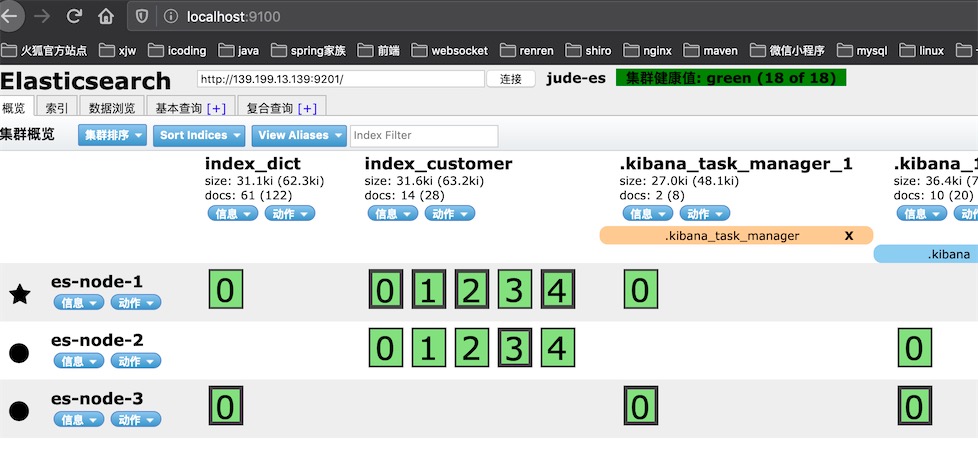 localhost:9100
火狐官方站点 xjw icoding java spring家族 前端 websocket renren shiro nginx maven 微信小程序 mysql linux
Elasticsearch http://139.199.13.139:9201/ 连接 jude-es 集群健康值: green (18 of 18)
概览 索引 数据浏览 基本查询 [+] 复合查询 [+]
集群概览 集群排序 Sort Indices View Aliases Index Filter
index_dict index_customer .kibana_task_manager_1 .kibana_1
size: 31.1ki (62.3ki) size: 31.6ki (63.2ki) size: 27.0ki (48.1ki) size: 36.4ki (7
docs: 61 (122) docs: 14 (28) docs: 2 (8) docs: 10 (20)
信息 动作 信息 动作 信息 动作 信息 动
.kibana_task_manager X
.kibana
es-node-1 0 0 1 2 3 4 0
信息 动作
es-node-2 0 1 2 3 4 0
信息 动作
es-node-3 0 0 0
信息 动作